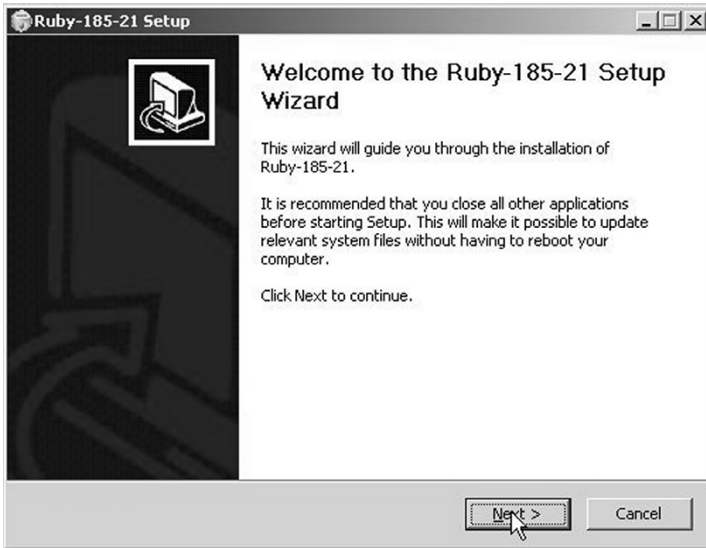 Ruby-185-21 Setup
Welcome to the Ruby-185-21 Setup
Wizard
This wizard will guide you through the installation of
Ruby-185-21.
It is recommended that you close all other applications
before starting Setup. This will make it possible to update
relevant system files without having to reboot your
computer.
Click Next to continue.
Next >
Cancel